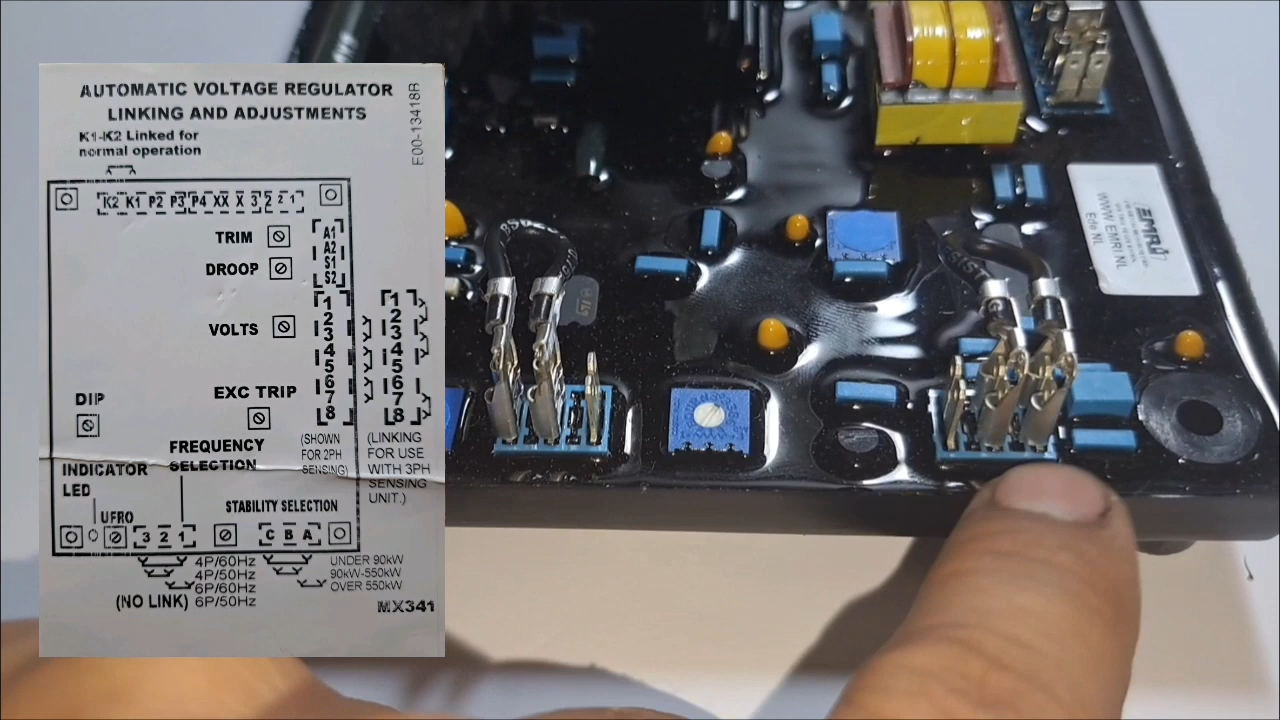 AUTOMATIC VOLTAGE REGULATOR
LINKING AND ADJUSTMENTS
E00-13418R
K1-K2 Linked for
normal operation
K2 K1 P2 P3 P4 XX X 3 2 2 1
TRIM
DROOP
A1
A2
S1
S2
VOLTS
1
2
3
4
5
6
7
8
1
2
3
4
5
6
7
8
EXC TRIP
DIP
(SHOWN
FOR 2PH
SENSING)
(LINKING
FOR USE
WITH 3PH
SENSING
UNIT.)
FREQUENCY
SELECTION
INDICATOR
LED
UFRO
STABILITY SELECTION
3 2 1
C B A
4P/60Hz
4P/50Hz
6P/60Hz
(NO LINK) 6P/50Hz
UNDER 90kW
90kW-550kW
OVER 550kW
MX341
EMRI
WWW.EMRI.NL
Ede NL